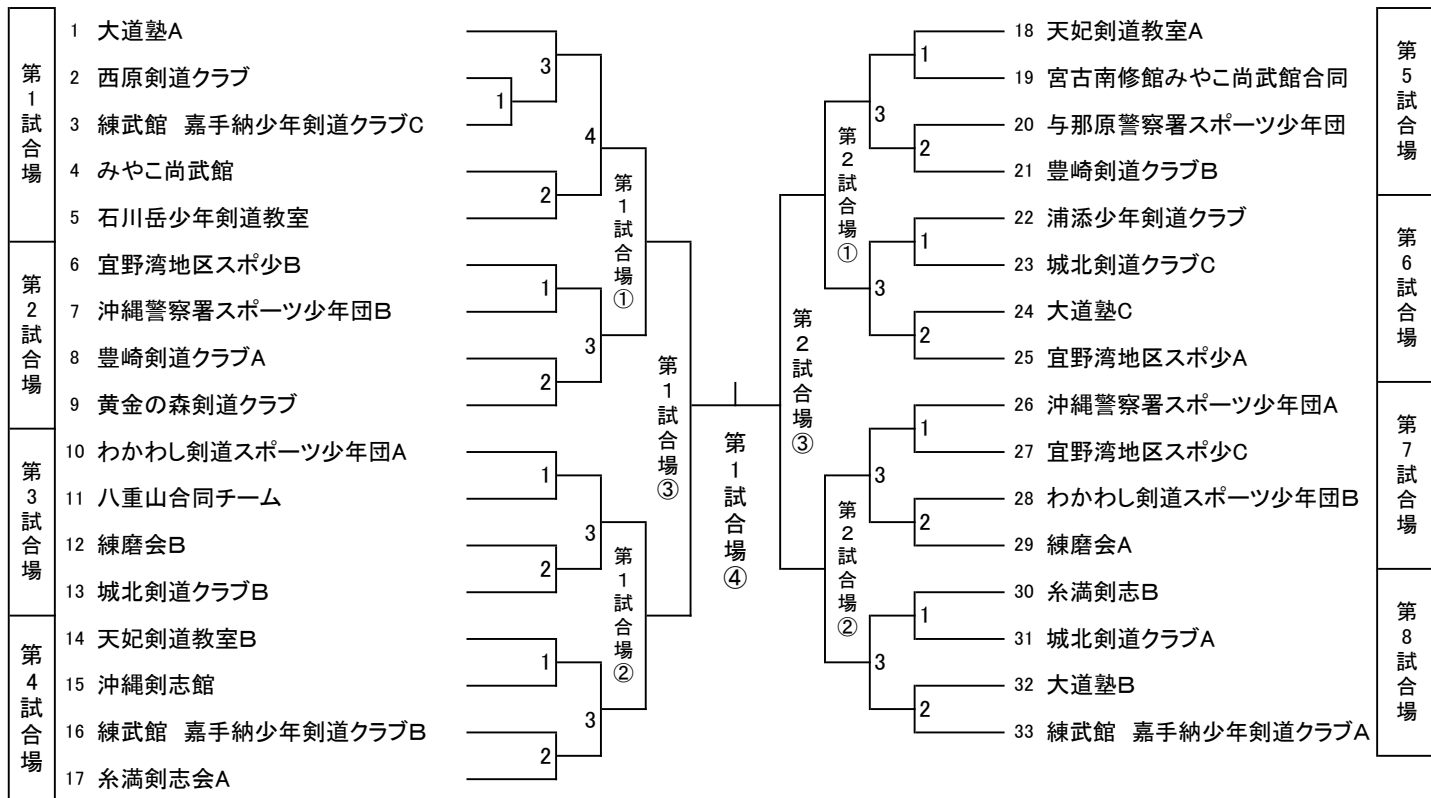 第1試合場
1 大道塾A
2 西原剣道クラブ
3 練武館 嘉手納少年剣道クラブC
4 みやこ尚武館
5 石川岳少年剣道教室
第2試合場
6 宜野湾地区スポ少B
7 沖縄警察署スポーツ少年団B
8 豊崎剣道クラブA
9 黄金の森剣道クラブ
第3試合場
10 わかわし剣道スポーツ少年団A
11 八重山合同チーム
12 練磨会B
13 城北剣道クラブB
第4試合場
14 天妃剣道教室B
15 沖縄剣志館
16 練武館 嘉手納少年剣道クラブB
17 糸満剣志会A
3
1
4
2
1
3
2
1
3
2
1
3
2
第1試合場①
第1試合場②
第1試合場③
第1試合場④
第2試合場③
第2試合場①
第2試合場②
1
3
2
1
3
2
1
3
2
1
3
2
18 天妃剣道教室A
19 宮古南修館みやこ尚武館合同
20 与那原警察署スポーツ少年団
21 豊崎剣道クラブB
第5試合場
22 浦添少年剣道クラブ
23 城北剣道クラブC
24 大道塾C
25 宜野湾地区スポ少A
第6試合場
26 沖縄警察署スポーツ少年団A
27 宜野湾地区スポ少C
28 わかわし剣道スポーツ少年団B
29 練磨会A
第7試合場
30 糸満剣志B
31 城北剣道クラブA
32 大道塾B
33 練武館 嘉手納少年剣道クラブA
第8試合場